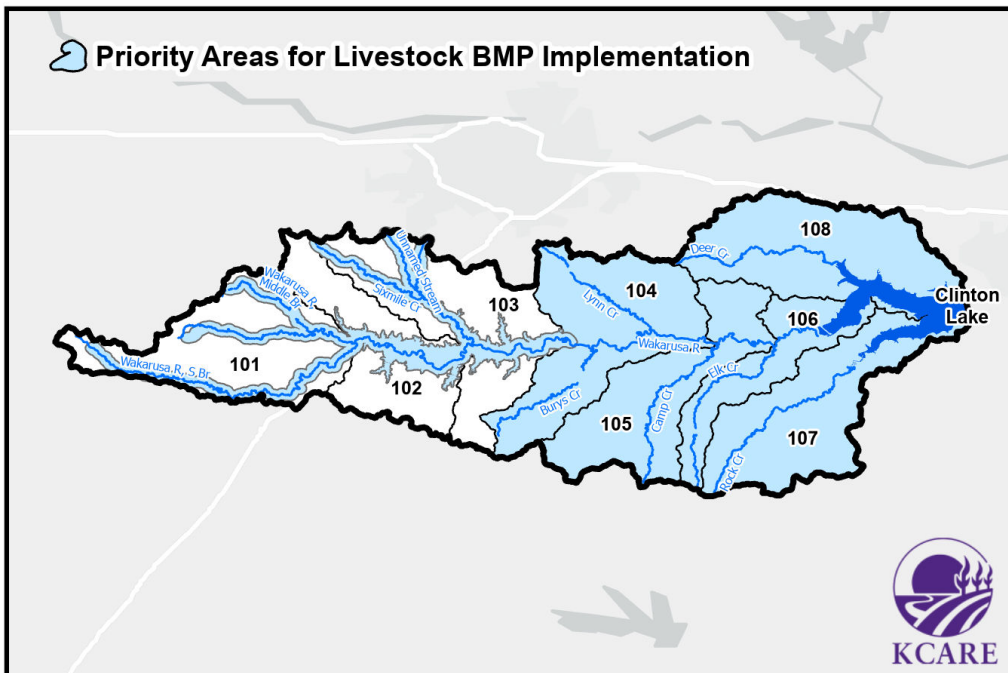 Priority Areas for Livestock BMP Implementation
108
Deer Cr
Unnamed Stream
Wakarusa R,
Middle Br
Sixmile Cr
103
104
Lynn Cr
Clinton
Lake
106
Wakarusa R
101
Wakarusa R, S Br
102
Elk Cr
Burys Cr
Camp Cr
105
107
Rock Cr
KCARE